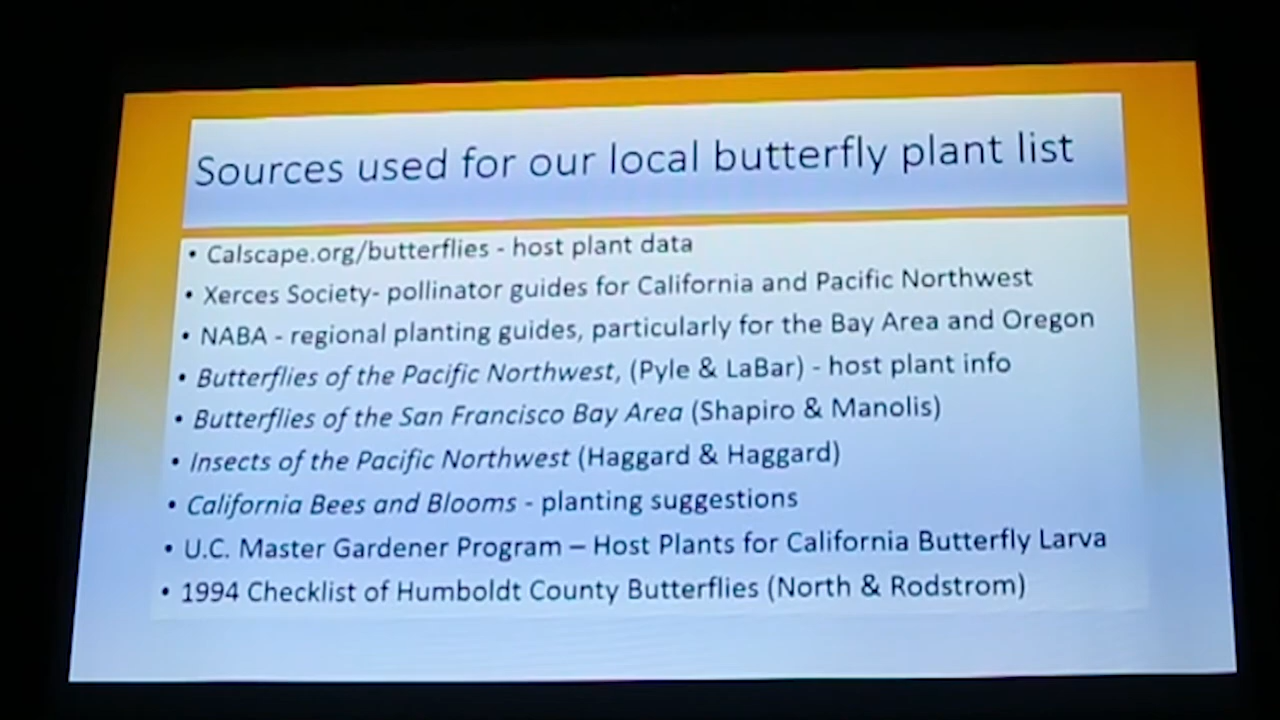 Sources used for our local butterfly plant list
• Calscape.org/butterflies - host plant data
• Xerces Society- pollinator guides for California and Pacific Northwest
• NABA - regional planting guides, particularly for the Bay Area and Oregon
• Butterflies of the Pacific Northwest, (Pyle & LaBar) - host plant info
• Butterflies of the San Francisco Bay Area (Shapiro & Manolis)
• Insects of the Pacific Northwest (Haggard & Haggard)
• California Bees and Blooms - planting suggestions
• U.C. Master Gardener Program – Host Plants for California Butterfly Larva
• 1994 Checklist of Humboldt County Butterflies (North & Rodstrom)